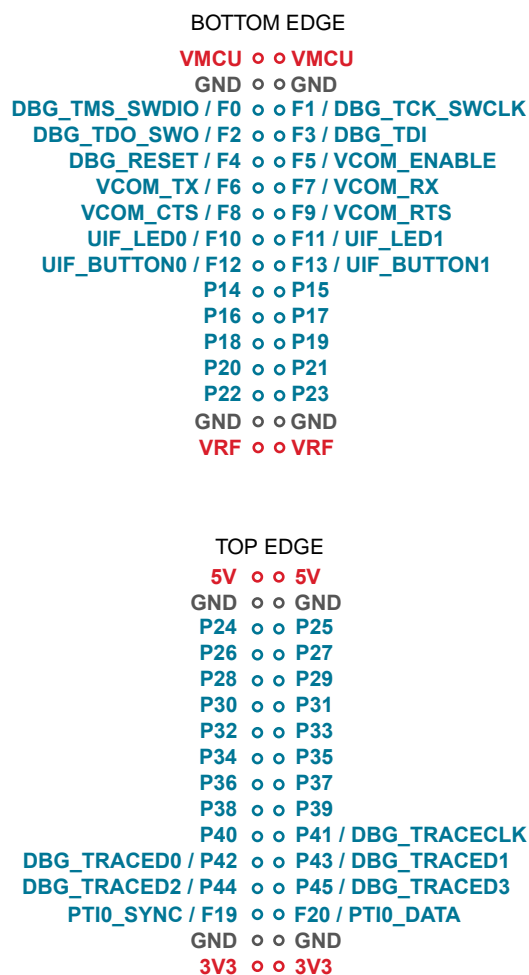 BOTTOM EDGE
VMCU VMCU
GND GND
DBG_TMS_SWDIO / F0 F1 / DBG_TCK_SWCLK
DBG_TDO_SWO / F2 F3 / DBG_TDI
DBG_RESET / F4 F5 / VCOM_ENABLE
VCOM_TX / F6 F7 / VCOM_RX
VCOM_CTS / F8 F9 / VCOM_RTS
UIF_LED0 / F10 F11 / UIF_LED1
UIF_BUTTON0 / F12 F13 / UIF_BUTTON1
P14 P15
P16 P17
P18 P19
P20 P21
P22 P23
GND GND
VRF VRF
TOP EDGE
5V 5V
GND GND
P24 P25
P26 P27
P28 P29
P30 P31
P32 P33
P34 P35
P36 P37
P38 P39
P40 P41 / DBG_TRACECLK
DBG_TRACED0 / P42 P43 / DBG_TRACED1
DBG_TRACED2 / P44 P45 / DBG_TRACED3
PTI0_SYNC / F19 F20 / PTI0_DATA
GND GND
3V3 3V3